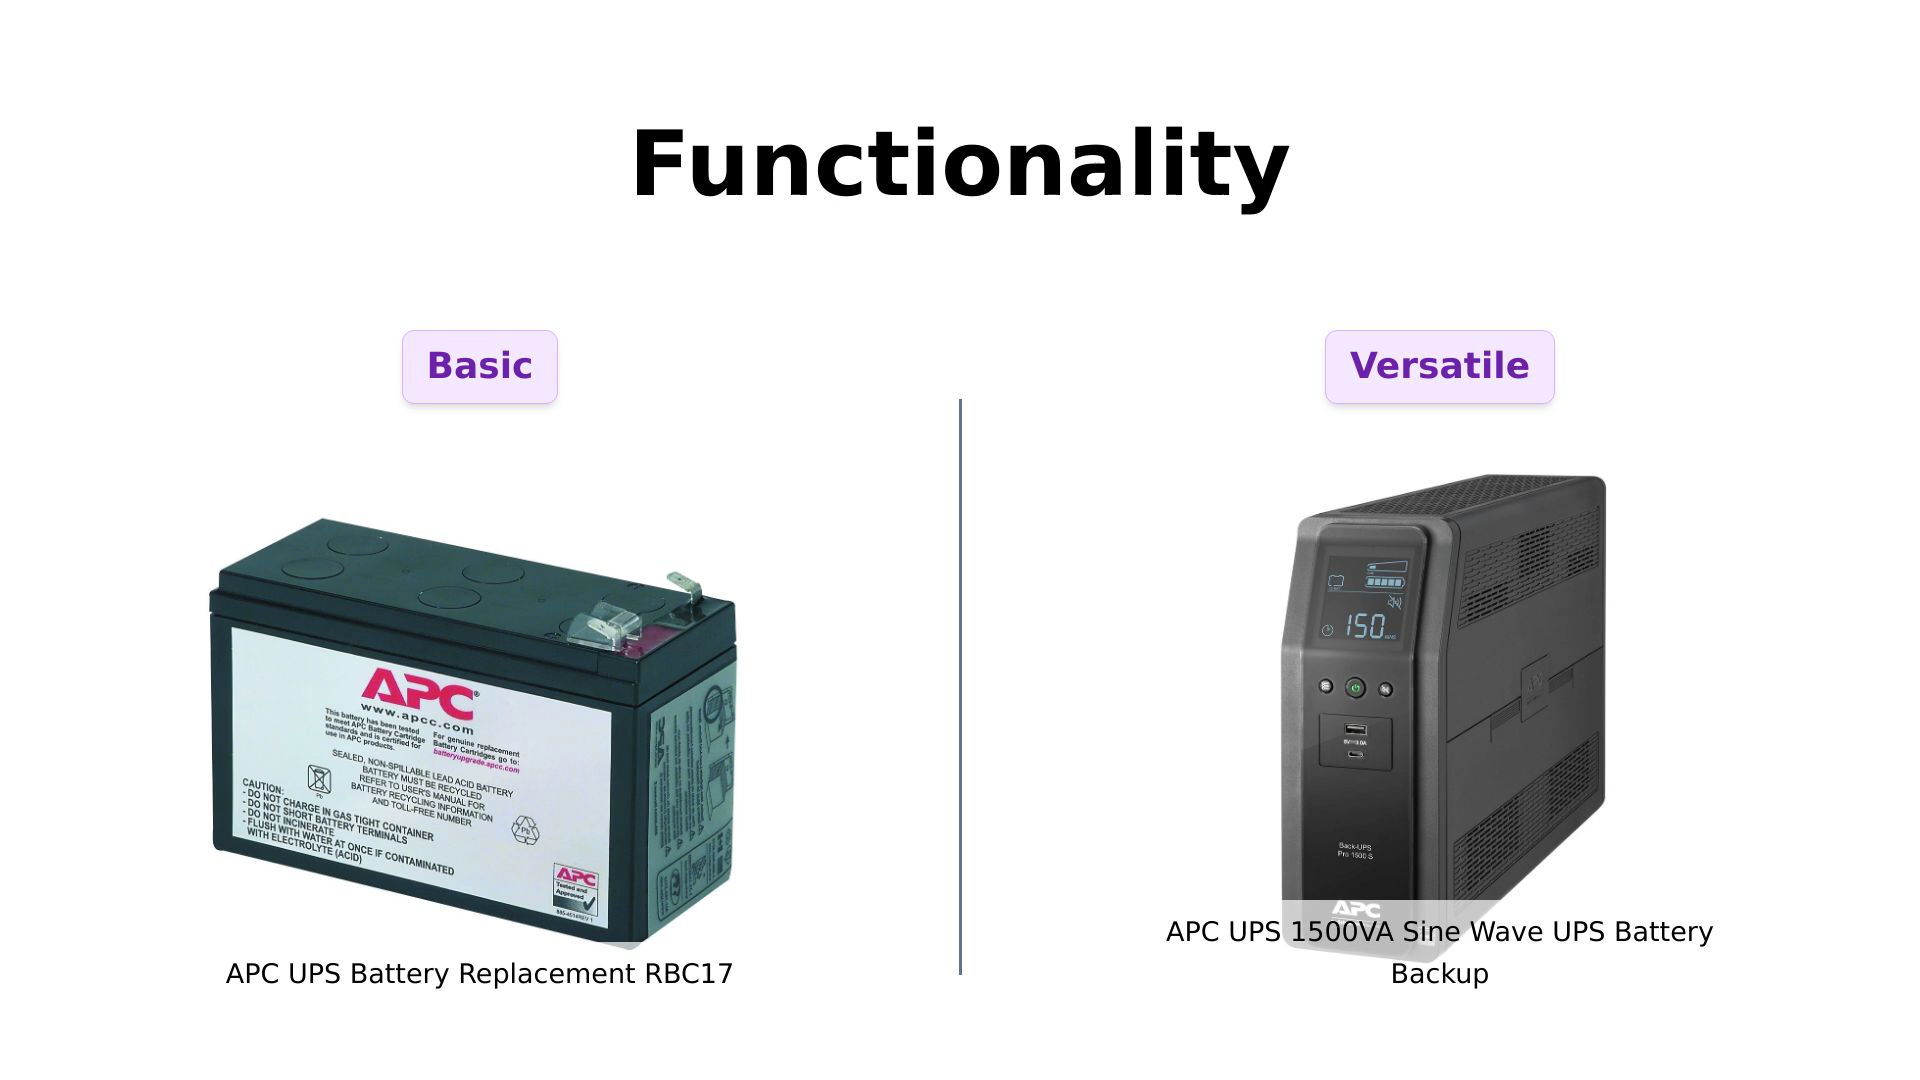 Functionality
Basic
Versatile
APC®
www.apcc.com
This battery has been tested
to meet APC Battery Cartridge
standards and is certified for
use in APC products.
For genuine replacement
Battery Cartridges go to:
batteryupgrade.apcc.com
SEALED, NON-SPILLABLE LEAD ACID BATTERY
BATTERY MUST BE RECYCLED
REFER TO USER'S MANUAL FOR
BATTERY RECYCLING INFORMATION
AND TOLL-FREE NUMBER
Pb
Pb
CAUTION:
- DO NOT CHARGE IN GAS TIGHT CONTAINER
- DO NOT SHORT BATTERY TERMINALS
- DO NOT INCINERATE
- FLUSH WITH WATER AT ONCE IF CONTAMINATED
WITH ELECTROLYTE (ACID)
APC
Tested and
Approved
APC UPS Battery Replacement RBC17
150
Back-UPS
Pro 1500 S
APC
APC UPS 1500VA Sine Wave UPS Battery
Backup